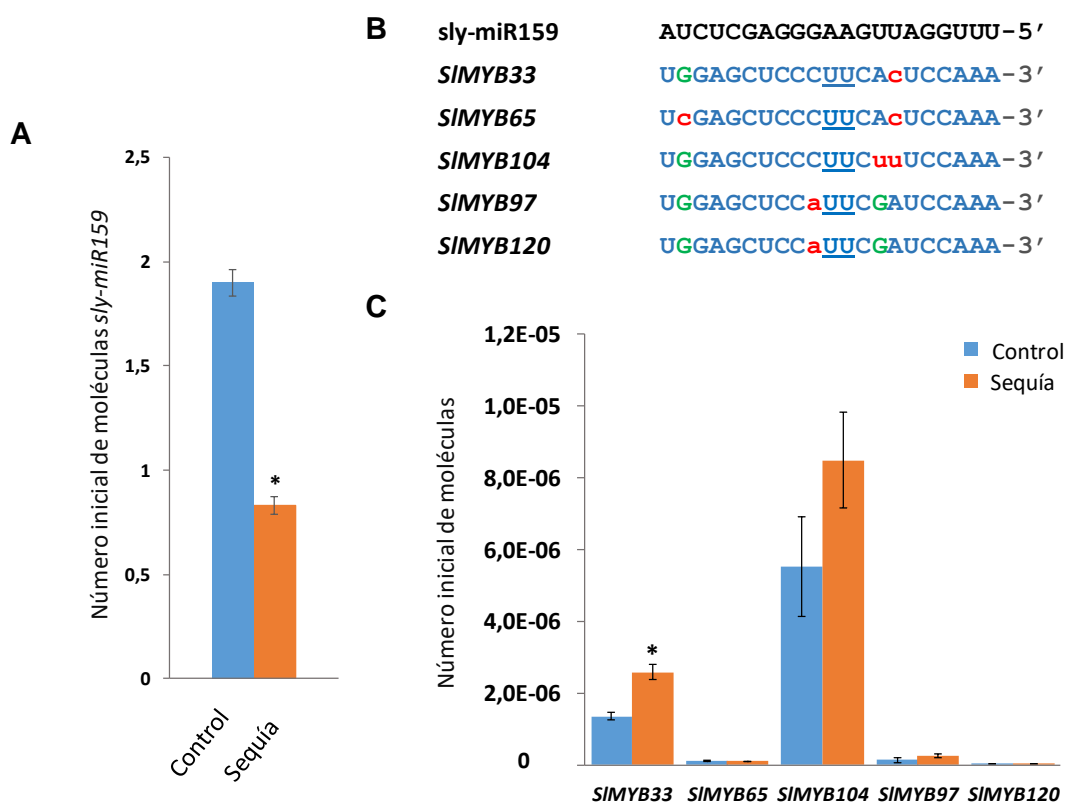 B
sly-miR159 AUCUCGAGGGAAGUUAGGUUU-5′
SlMYB33 UGGAGCUCCCUUCAcUCCAAA-3′
SlMYB65 UcGAGCUCCCUUCAcUCCAAA-3′
SlMYB104 UGGAGCUCCCUUCuuUCCAAA-3′
SlMYB97 UGGAGCUCCaUUCGAUCCAAA-3′
SlMYB120 UGGAGCUCCaUUCGAUCCAAA-3′
A
Número inicial de moléculas sly-miR159
2,5
2
1,5
1
0,5
0
*
Control
Sequía
C
Número inicial de moléculas
1,2E-05
1,0E-05
8,0E-06
6,0E-06
4,0E-06
2,0E-06
0
*
Control
Sequía
SlMYB33 SlMYB65 SlMYB104 SlMYB97 SlMYB120